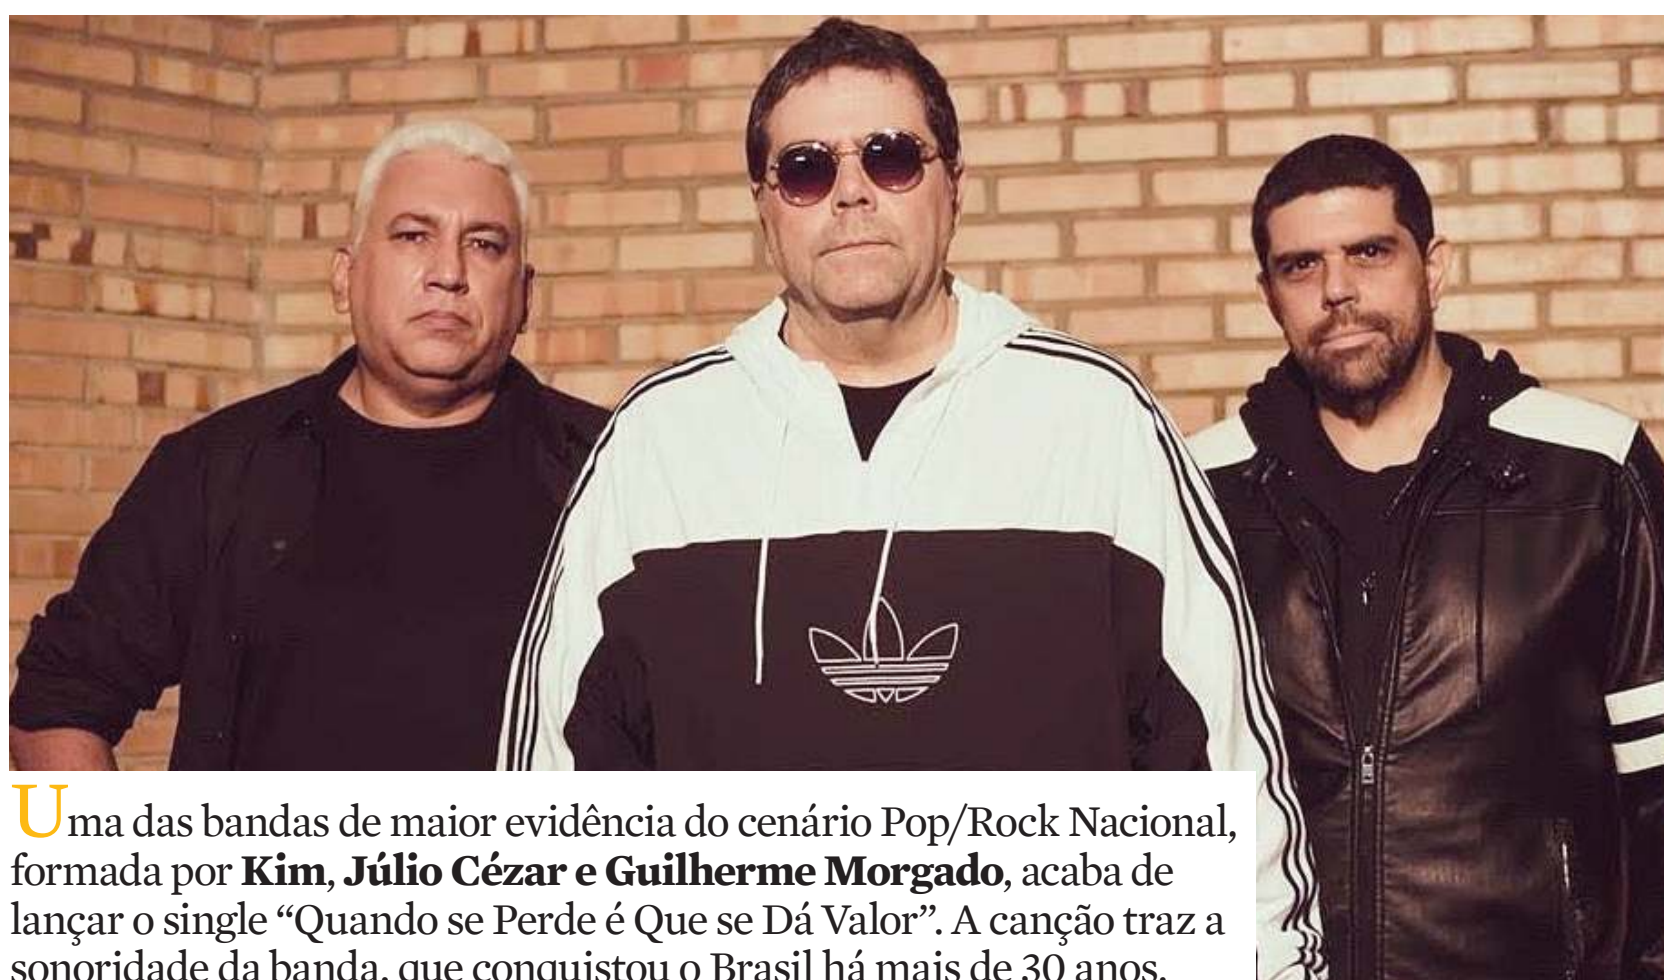 Uma das bandas de maior evidência do cenário Pop/Rock Nacional,
formada por Kim, Júlio Cézar e Guilherme Morgado, acaba de
lançar o single “Quando se Perde é Que se Dá Valor”. A canção traz a
sonoridade da banda, que conquistou o Brasil há mais de 30 anos.